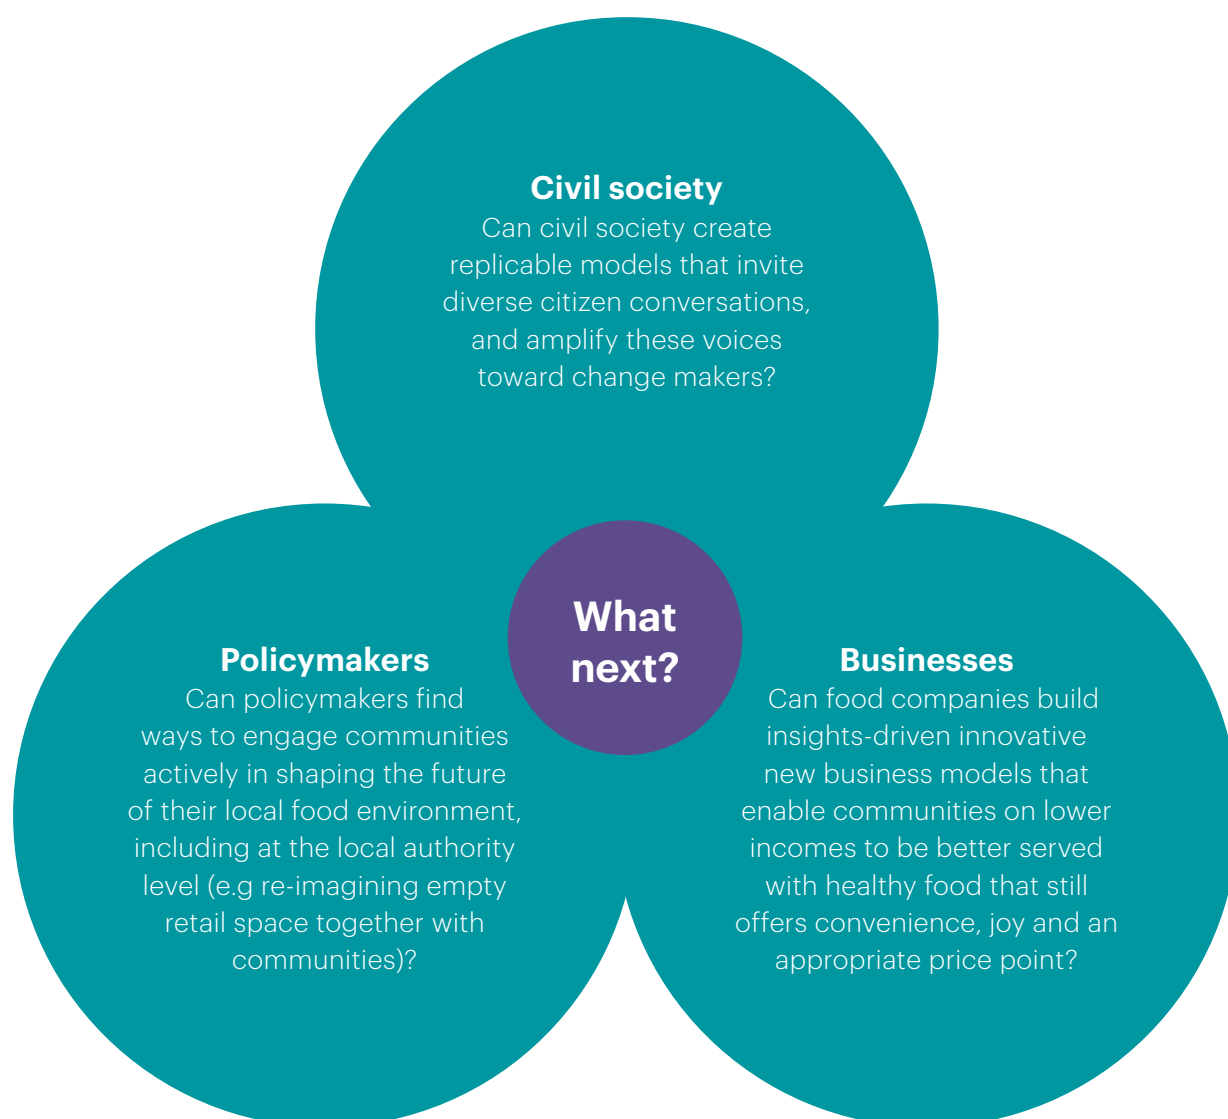 Civil society
Can civil society create
replicable models that invite
diverse citizen conversations,
and amplify these voices
toward change makers?
What
next?
Policymakers
Can policymakers find
ways to engage communities
actively in shaping the future
of their local food environment,
including at the local authority
level (e.g re-imagining empty
retail space together with
communities)?
Businesses
Can food companies build
insights-driven innovative
new business models that
enable communities on lower
incomes to be better served
with healthy food that still
offers convenience, joy and an
appropriate price point?